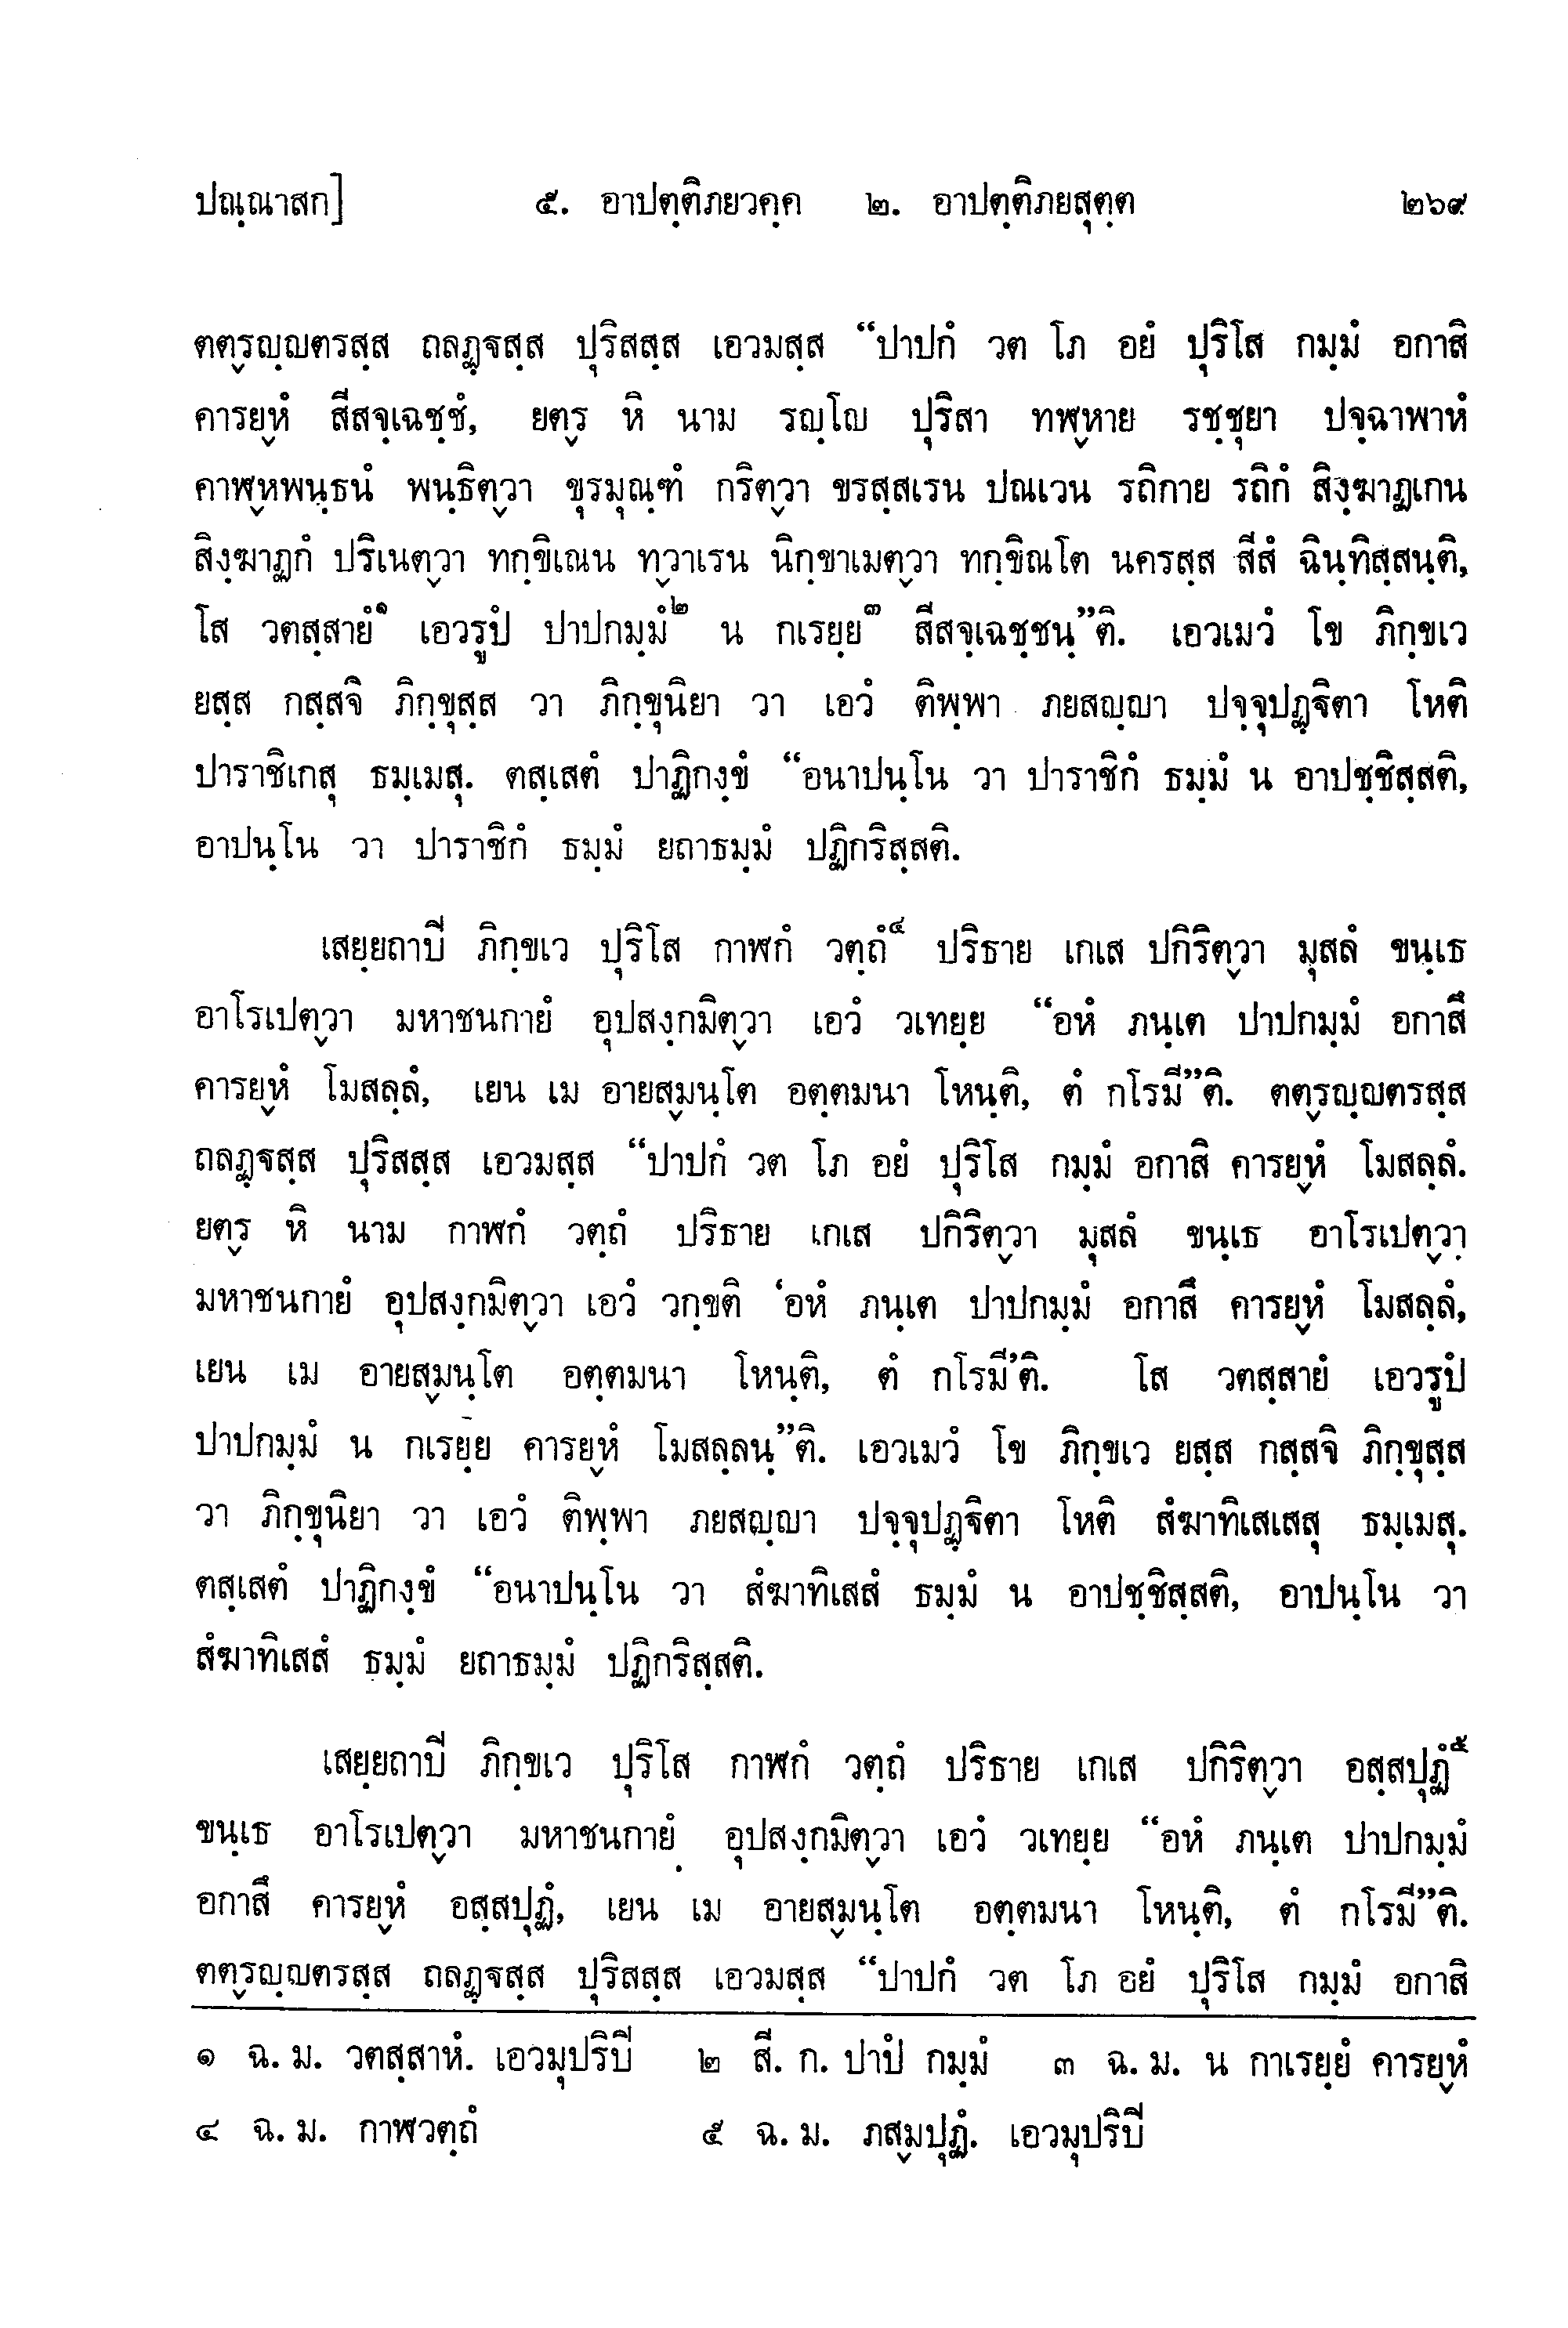 ปณฺณาสก] ๕. อาปตฺติภยวคฺค ๒. อาปตฺติภยสุตฺต ๒๖๙
ตตฺรญฺญตรสฺส ถลฏฺฐสฺส ปุริสสฺส เอวมสฺส “ปาปกํ วต โภ อยํ ปุริโส กมฺมํ อกาสิ
คารยฺหํ สีสจฺเฉชฺชํ, ยตฺร หิ นาม รญฺโญ ปุริสา ทฬฺหาย รชฺชุยา ปจฺฉาพาหํ
คาฬฺหพนฺธนํ พนฺธิตฺวา ขุรมุณฺฑํ กริตฺวา ขรสฺสเรน ปณเวน รถิกาย รถิกํ สิงฺฆาฏเกน
สิงฺฆาฏกํ ปริเนตฺวา ทกฺขิเณน ทฺวาเรน นิกฺขาเมตฺวา ทกฺขิณโต นครสฺส สีสํ ฉินฺทิสฺสนฺติ,
โส วตสฺสายํ๑ เอวรูปํ ปาปกมฺมํ๒ น กเรยฺย๓ สีสจฺเฉชฺชนฺ”ติ. เอวเมวํ โข ภิกฺขเว
ยสฺส กสฺสจิ ภิกฺขุสฺส วา ภิกฺขุนิยา วา เอวํ ติพฺพา ภยสญฺญา ปจฺจุปฏฺฐิตา โหติ
ปาราชิเกสุ ธมฺเมสุ. ตสฺเสตํ ปาฏิกงฺขํ “อนาปนฺโน วา ปาราชิกํ ธมฺมํ น อาปชฺชิสฺสติ,
อาปนฺโน วา ปาราชิกํ ธมฺมํ ยถาธมฺมํ ปฏิกริสฺสติ.
เสยฺยถาปิ ภิกฺขเว ปุริโส กาฬกํ วตฺถํ๔ ปริธาย เกเส ปกิริตฺวา มุสลํ ขนฺเธ
อาโรเปตฺวา มหาชนกายํ อุปสงฺกมิตฺวา เอวํ วเทยฺย “อหํ ภนฺเต ปาปกมฺมํ อกาสึ
คารยฺหํ โมสลฺลํ, เยน เม อายสฺมนฺโต อตฺตมนา โหนฺติ, ตํ กโรมี”ติ. ตตฺรญฺญตรสฺส
ถลฏฺฐสฺส ปุริสสฺส เอวมสฺส “ปาปกํ วต โภ อยํ ปุริโส กมฺมํ อกาสิ คารยฺหํ โมสลฺลํ.
ยตฺร หิ นาม กาฬกํ วตฺถํ ปริธาย เกเส ปกิริตฺวา มุสลํ ขนฺเธ อาโรเปตฺวา
มหาชนกายํ อุปสงฺกมิตฺวา เอวํ วกฺขติ ‘อหํ ภนฺเต ปาปกมฺมํ อกาสึ คารยฺหํ โมสลฺลํ,
เยน เม อายสฺมนฺโต อตฺตมนา โหนฺติ, ตํ กโรมี’ติ. โส วตสฺสายํ เอวรูปํ
ปาปกมฺมํ น กเรยฺย คารยฺหํ โมสลฺลนฺ”ติ. เอวเมวํ โข ภิกฺขเว ยสฺส กสฺสจิ ภิกฺขุสฺส
วา ภิกฺขุนิยา วา เอวํ ติพฺพา ภยสญฺญา ปจฺจุปฏฺฐิตา โหติ สํฆาทิเสเสสุ ธมฺเมสุ.
ตสฺเสตํ ปาฏิกงฺขํ “อนาปนฺโน วา สํฆาทิเสสํ ธมฺมํ น อาปชฺชิสฺสติ, อาปนฺโน วา
สํฆาทิเสสํ ธมฺมํ ยถาธมฺมํ ปฏิกริสฺสติ.
เสยฺยถาปิ ภิกฺขเว ปุริโส กาฬกํ วตฺถํ ปริธาย เกเส ปกิริตฺวา อสฺสปุฏํ๕
ขนฺเธ อาโรเปตฺวา มหาชนกายํ อุปสงฺกมิตฺวา เอวํ วเทยฺย “อหํ ภนฺเต ปาปกมฺมํ
อกาสึ คารยฺหํ อสฺสปุฏํ, เยน เม อายสฺมนฺโต อตฺตมนา โหนฺติ, ตํ กโรมี”ติ.
ตตฺรญฺญตรสฺส ถลฏฺฐสฺส ปุริสสฺส เอวมสฺส “ปาปกํ วต โภ อยํ ปุริโส กมฺมํ อกาสิ
๑ ฉ. ม. วตสฺสาหํ. เอวมุปริปิ ๒ สี. ก. ปาปํ กมฺมํ ๓ ฉ. ม. น กาเรยฺยํ คารยฺหํ
๔ ฉ. ม. กาฬวตฺถํ ๕ ฉ. ม. ภสฺมปุฏํ. เอวมุปริปิ